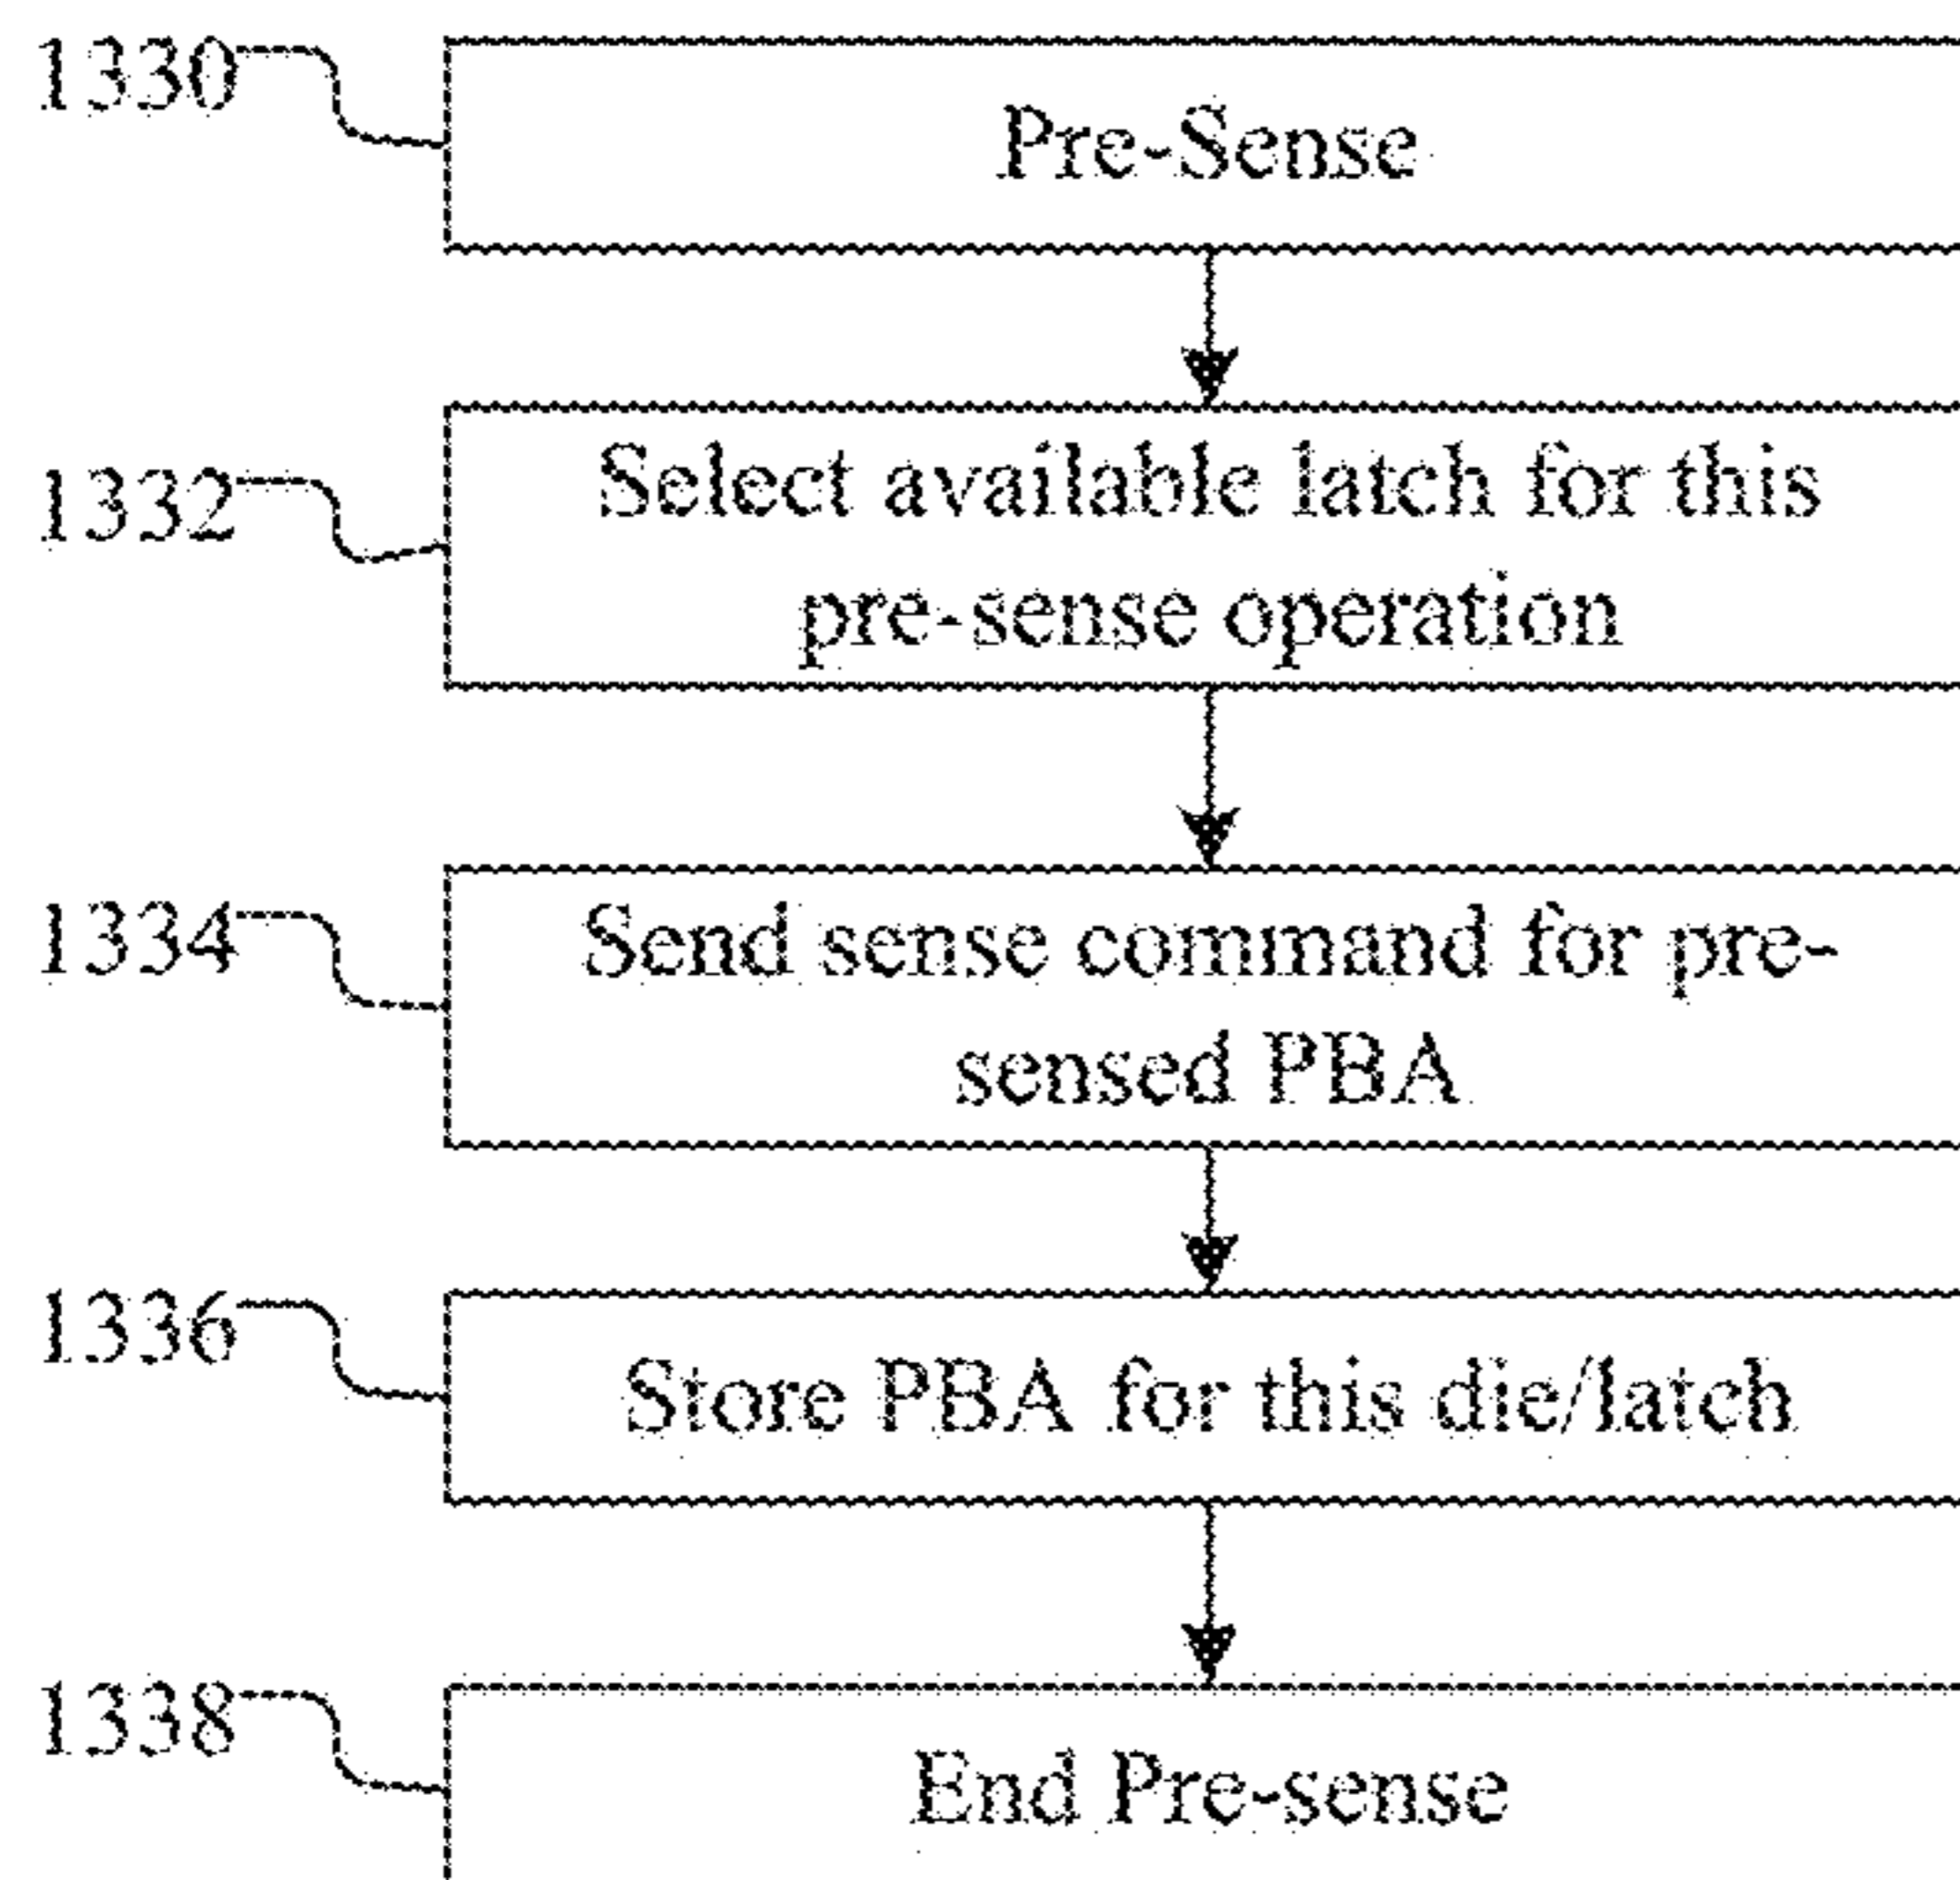 1330
Pre-Sense
1332
Select available latch for this
pre-sense operation
1334
Send sense command for pre-
sensed PBA
1336
Store PBA for this die/latch
1338
End Pre-sense